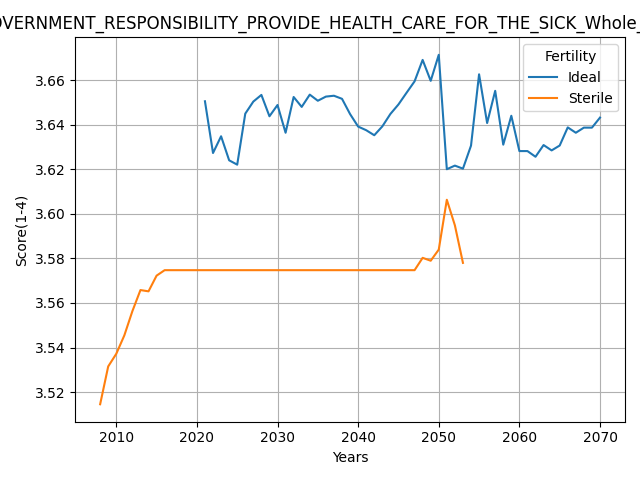 OVERNMENT_RESPONSIBILITY_PROVIDE_HEALTH_CARE_FOR_THE_SICK_Whole_
Fertility
Ideal
Sterile
3.66
3.64
3.62
3.60
3.58
3.56
3.54
3.52
Score(1-4)
2010 2020 2030 2040 2050 2060 2070
Years